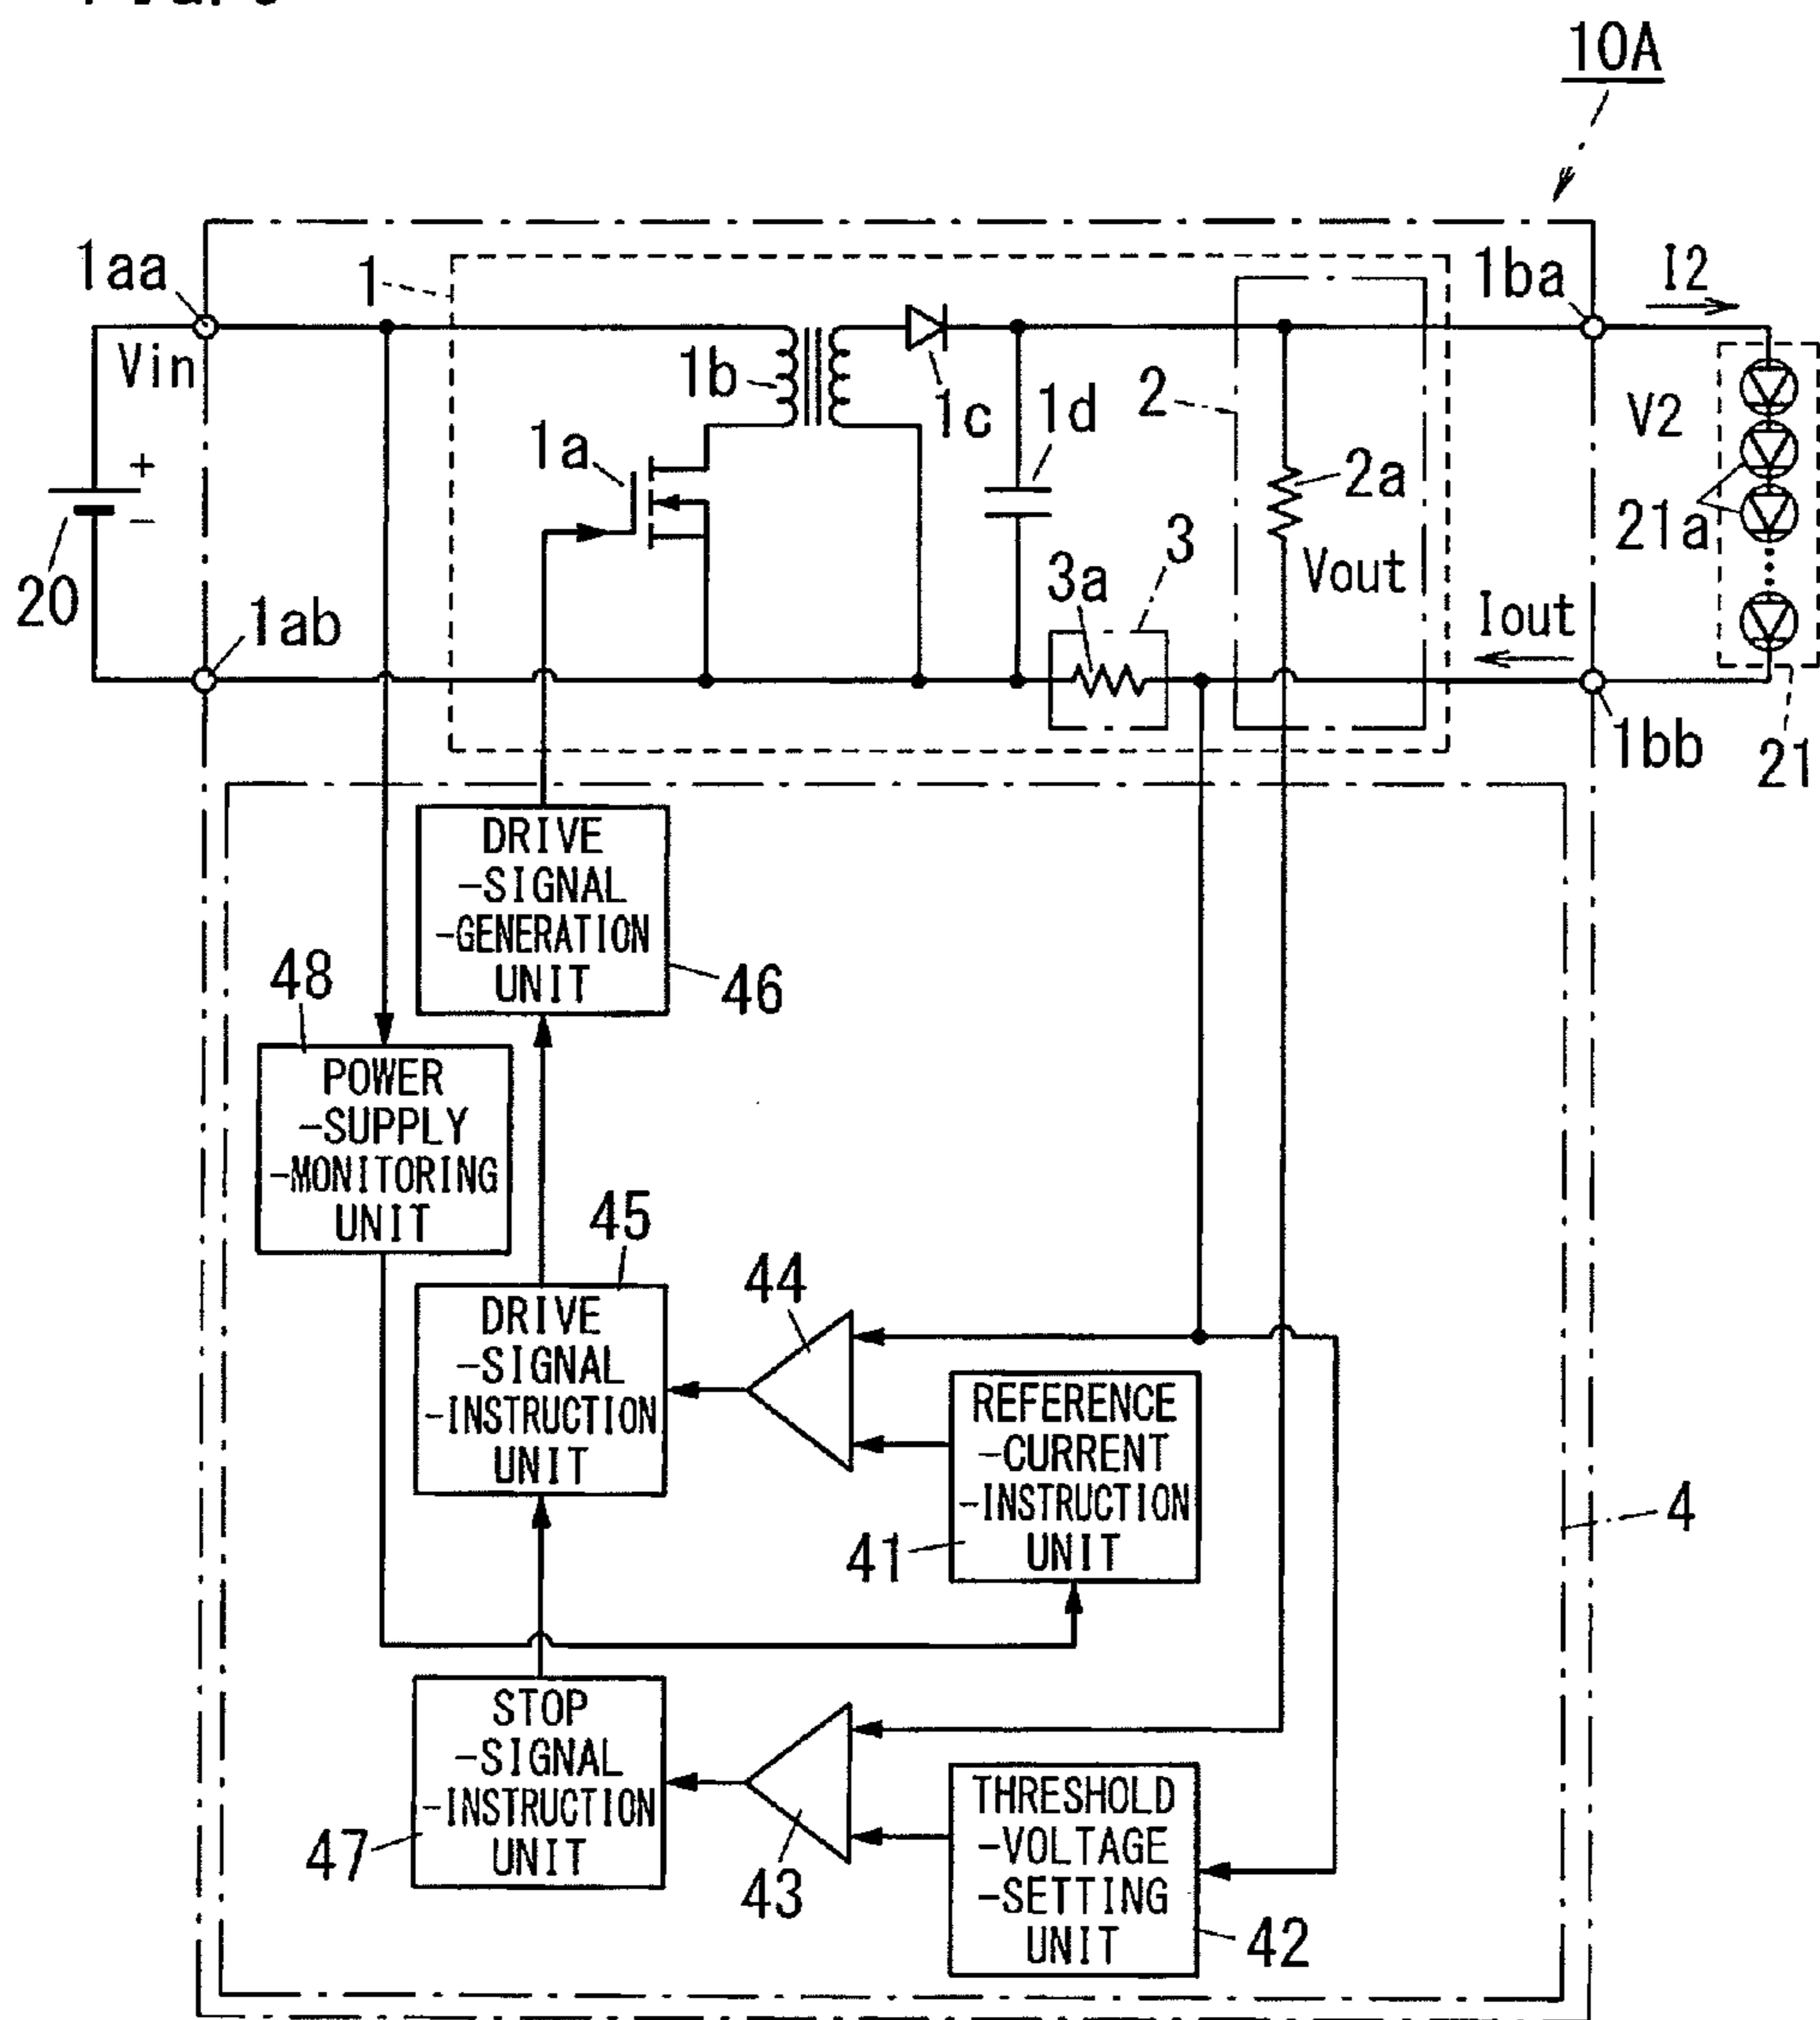 10A
1aa
1
1ba
I2
Vin
1b
1c
1d
2
V2
1a
2a
+
-
20
3
3a
Vout
21a
1ab
Iout
1bb
21
DRIVE
-SIGNAL
-GENERATION
UNIT
46
48
POWER
-SUPPLY
-MONITORING
UNIT
45
44
DRIVE
-SIGNAL
-INSTRUCTION
UNIT
REFERENCE
-CURRENT
-INSTRUCTION
UNIT
41
4
STOP
-SIGNAL
-INSTRUCTION
UNIT
47
43
THRESHOLD
-VOLTAGE
-SETTING
UNIT
42